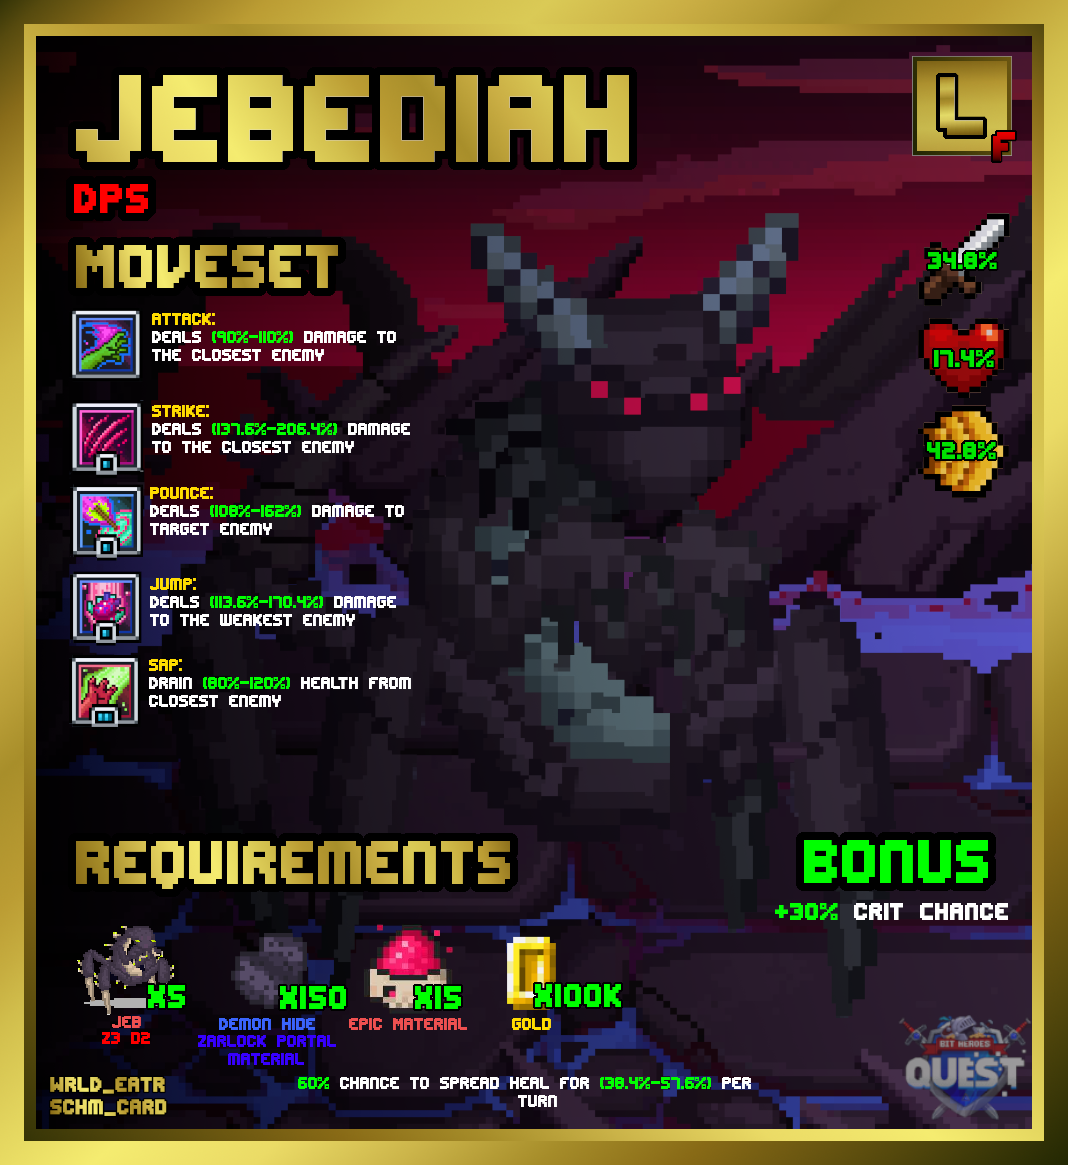 JEBEDIAH
L
F
DPS
34.8%
17.4%
42.8%
MOVESET
ATTACK:
DEALS (90%-110%) DAMAGE TO
THE CLOSEST ENEMY
STRIKE:
DEALS (137.6%-206.4%) DAMAGE
TO THE CLOSEST ENEMY
POUNCE:
DEALS (108%-162%) DAMAGE TO
TARGET ENEMY
JUMP:
DEALS (113.6%-170.4%) DAMAGE
TO THE WEAKEST ENEMY
SAP:
DRAIN (80%-120%) HEALTH FROM
CLOSEST ENEMY
REQUIREMENTS
X5
JEB
Z3 D2
X150
DEMON HIDE
ZARLOCK PORTAL
MATERIAL
X15
EPIC MATERIAL
X100K
GOLD
BONUS
+30% CRIT CHANCE
60% CHANCE TO SPREAD HEAL FOR (38.4%-57.6%) PER
TURN
WRLD_EATR
SCHM_CARD
BIT HEROES
QUEST